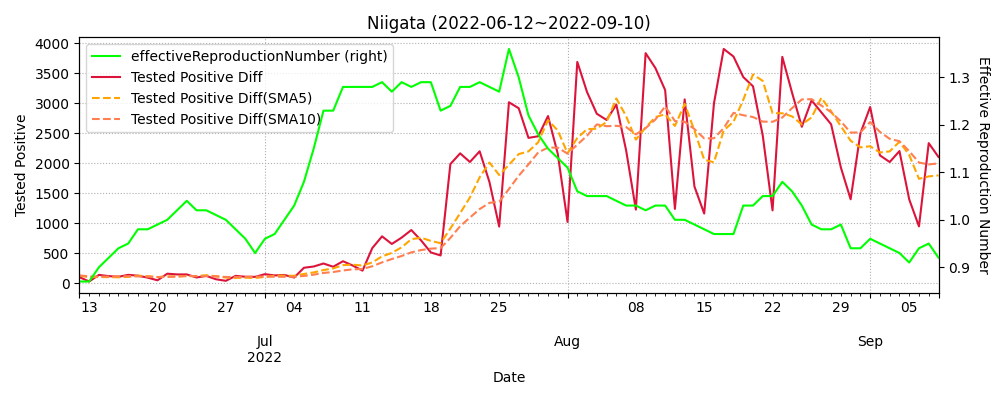 Niigata (2022-06-12~2022-09-10)
effectiveReproductionNumber (right)
Tested Positive Diff
Tested Positive Diff(SMA5)
Tested Positive Diff(SMA10)
Tested Positive
4000
3500
3000
2500
2000
1500
1000
500
0
Effective Reproduction Number
1.3
1.2
1.1
1.0
0.9
13 20 27 04 11 18 25 08 15 22 29 05
Jul Aug Sep
2022
Date